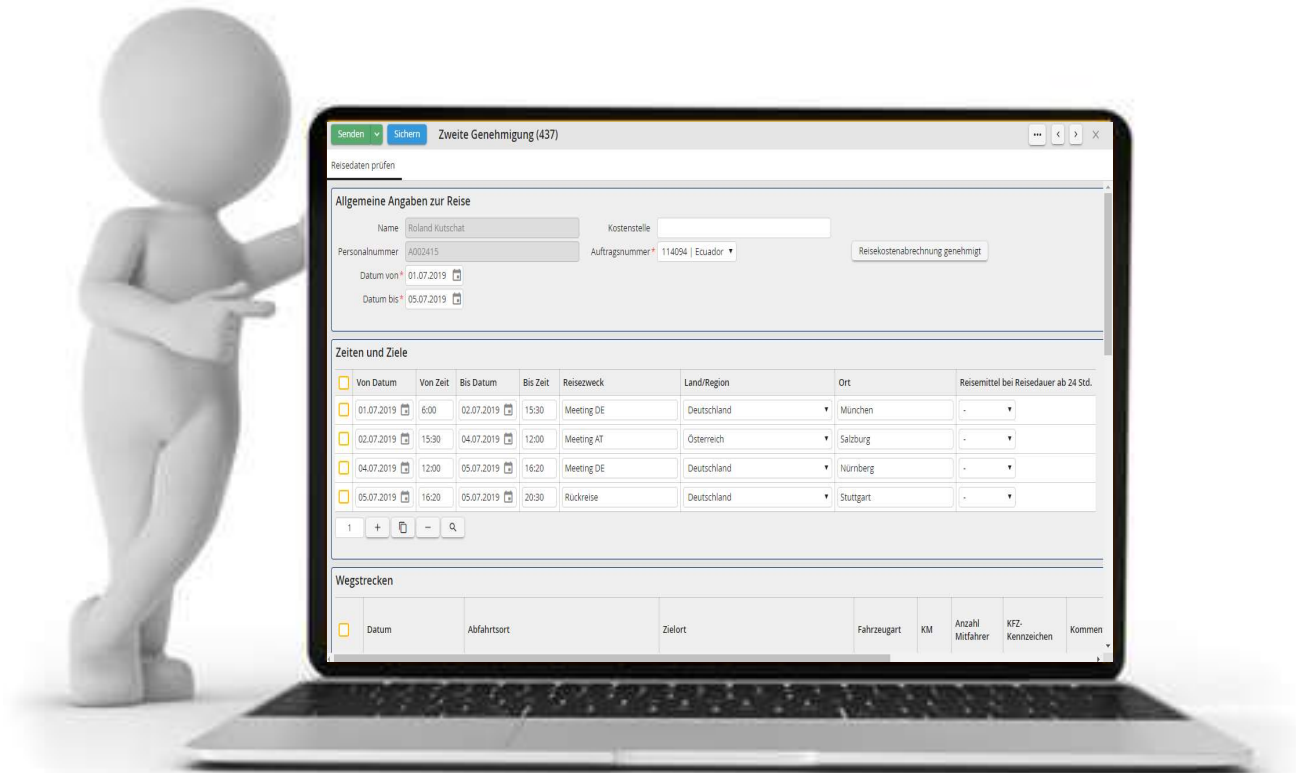 Senden Sichern Zweite Genehmigung (437)
Reisedaten prüfen
Allgemeine Angaben zur Reise
Name Roland Kutschat Kostenstelle
Personalnummer A002415 Auftragsnummer* 114094 | Ecuador Reisekostenabrechnung genehmigt
Datum von* 01.07.2019
Datum bis* 05.07.2019
Zeiten und Ziele
Von Datum Von Zeit Bis Datum Bis Zeit Reisezweck Land/Region Ort Reisemittel bei Reisedauer ab 24 Std.
01.07.2019 6:00 02.07.2019 15:30 Meeting DE Deutschland München -
02.07.2019 15:30 04.07.2019 12:00 Meeting AT Österreich Salzburg -
04.07.2019 12:00 05.07.2019 16:20 Meeting DE Deutschland Nürnberg -
05.07.2019 16:20 05.07.2019 20:30 Rückreise Deutschland Stuttgart -
1
Wegstrecken
Datum Abfahrtsort Zielort Fahrzeugart KM Anzahl Mitfahrer KFZ-Kennzeichen Kommen